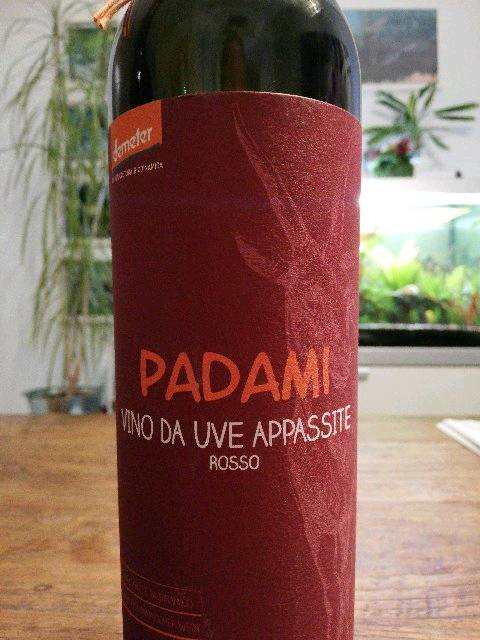 demeter
PADAMI
VINO DA UVE APPASSITE
ROSSO